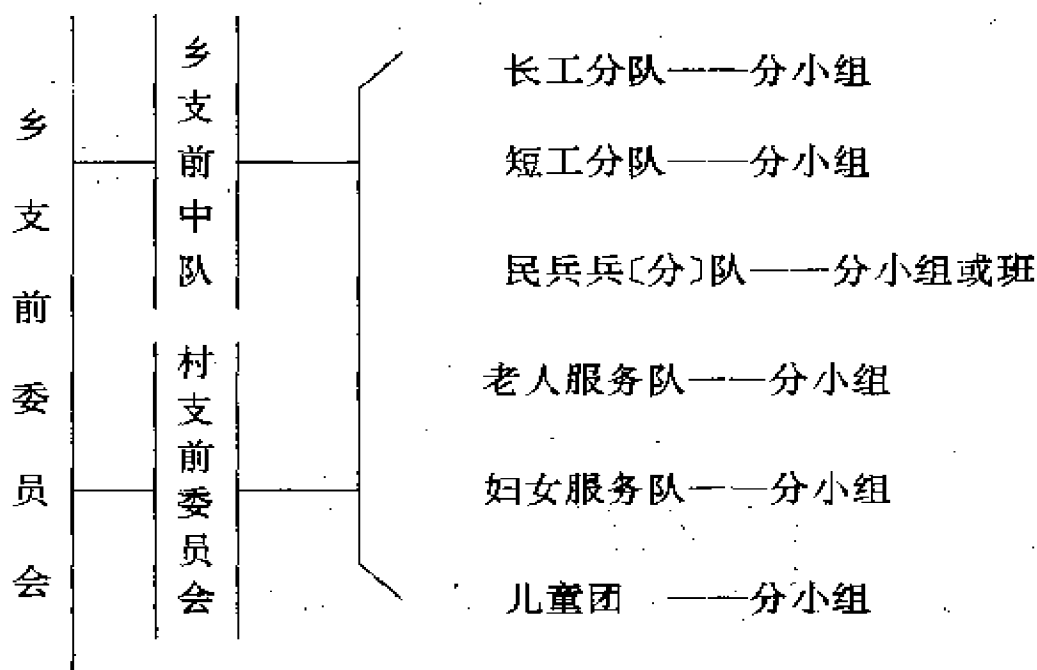 乡支前委员会
乡支前中队
村支前委员会
长工分队——分小组
短工分队——分小组
民兵兵〔分〕队——分小组或班
老人服务队——分小组
妇女服务队——分小组
儿童团——分小组